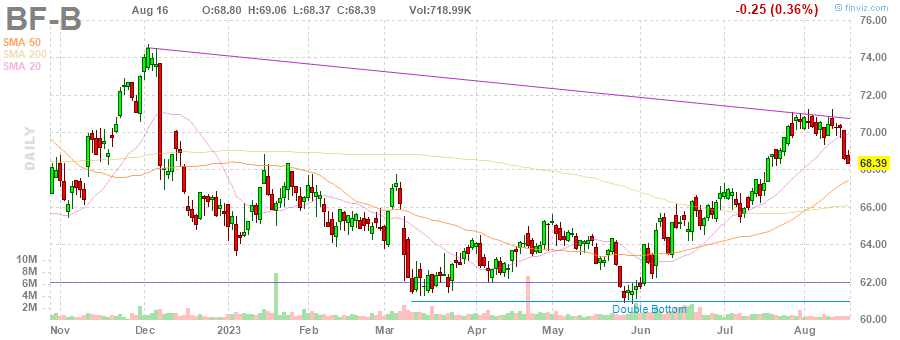 BF-B
Aug 16 O:68.80 H:69.06 L:68.37 C:68.39 Vol:718.99K
-0.25 (0.36%)
© finviz.com
SMA 50
SMA 200
SMA 20
DAILY
76.00
74.00
72.00
70.00
68.39
68.00
66.00
64.00
62.00
60.00
10M
8M
6M
4M
2M
Double Bottom
Nov Dec 2023 Feb Mar Apr May Jun Jul Aug